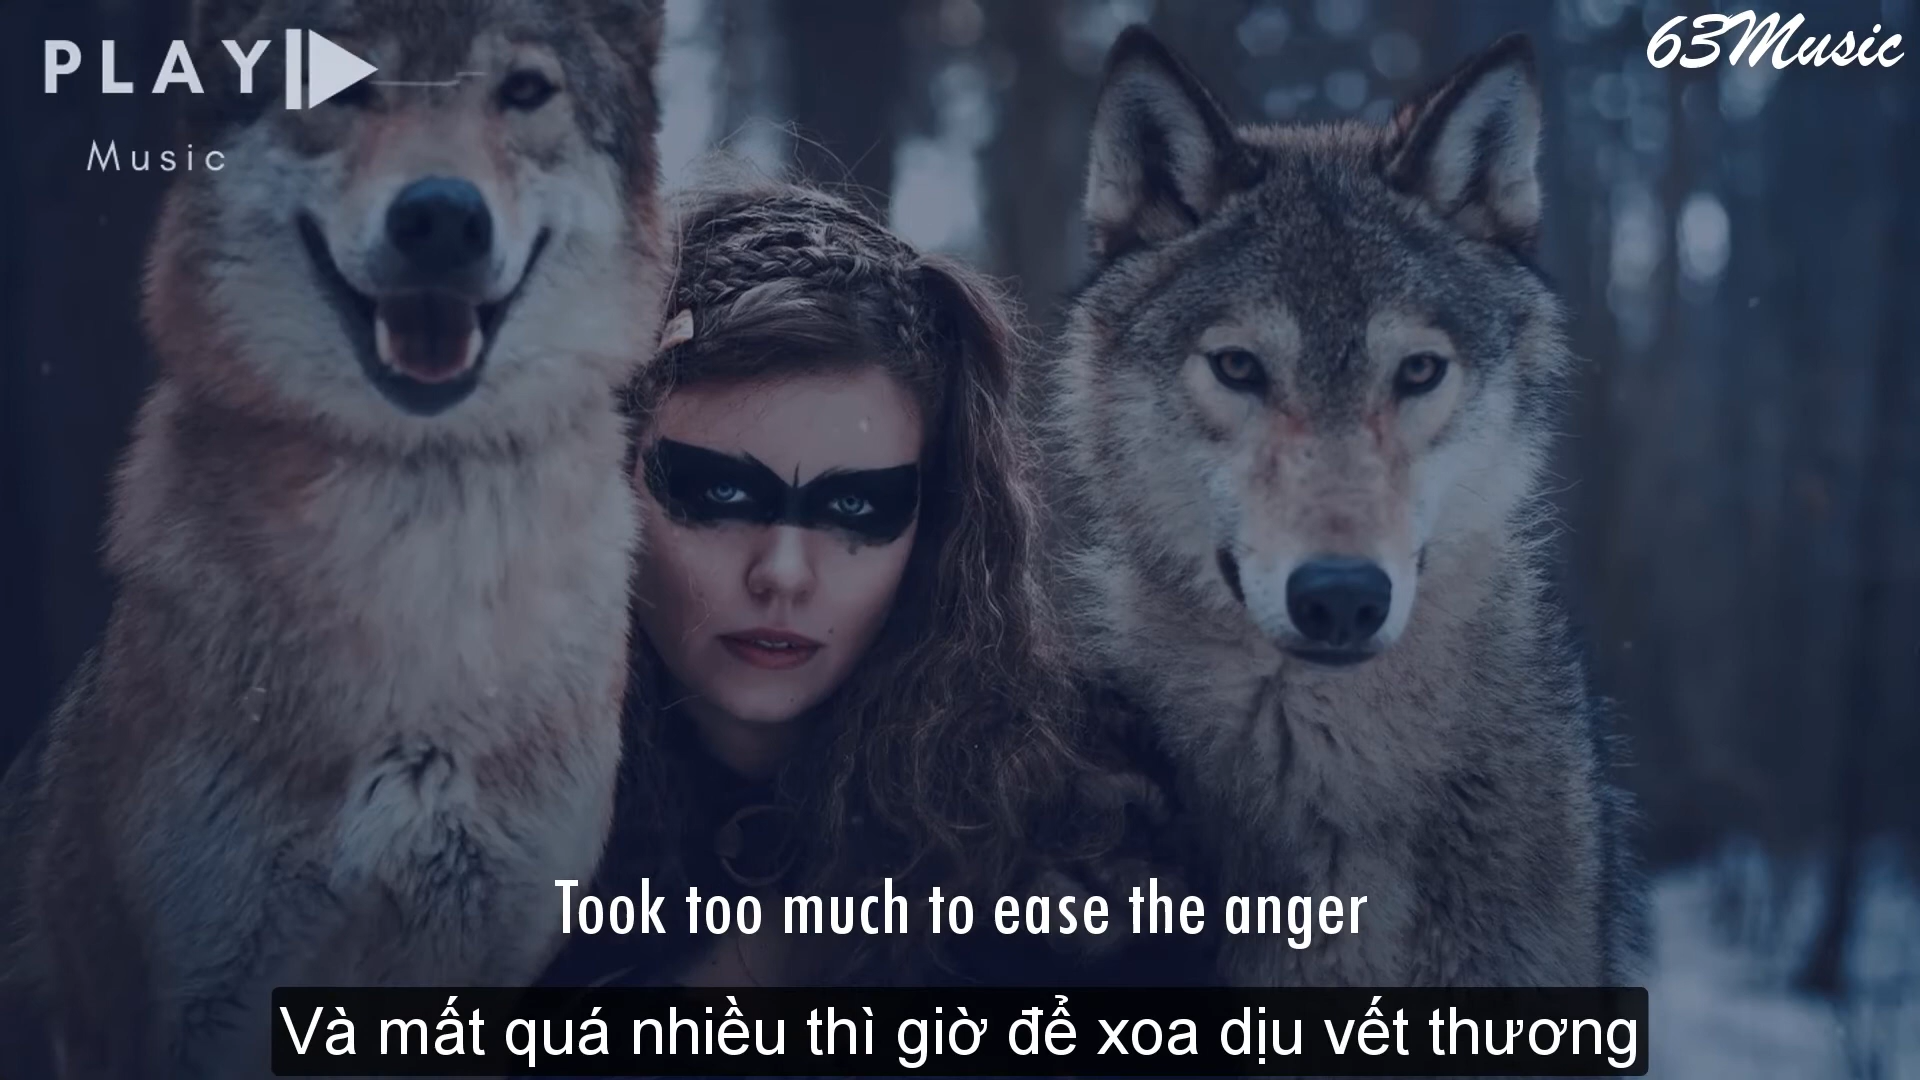 PLAY
Music
63Music
Took too much to ease the anger
Và mất quá nhiều thì giờ để xoa dịu vết thương